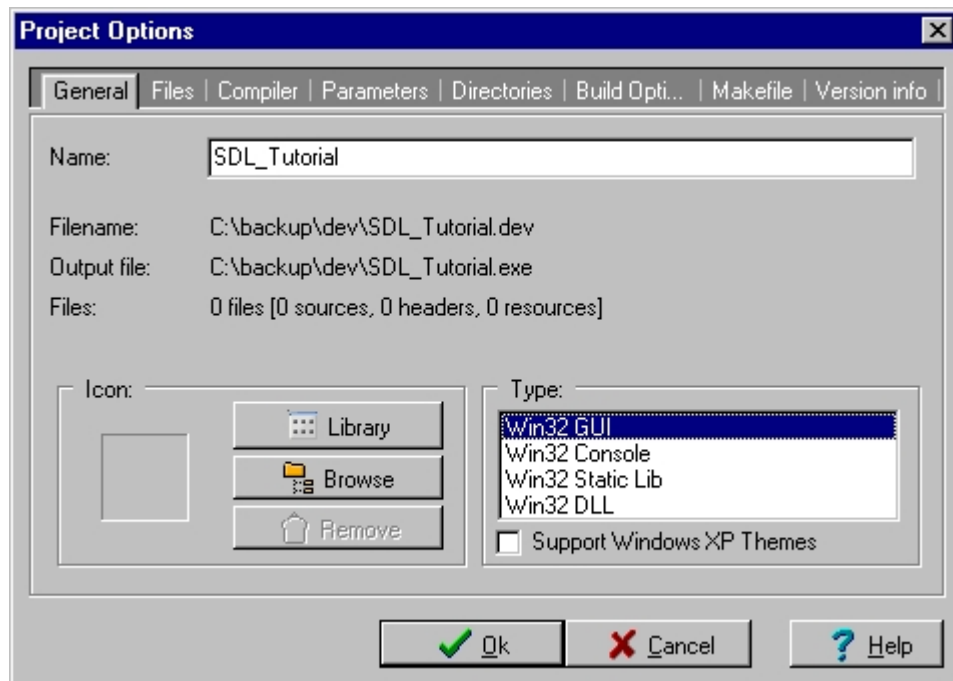 Project Options
General | Files | Compiler | Parameters | Directories | Build Opti... | Makefile | Version info |
Name: SDL_Tutorial
Filename: C:\backup\dev\SDL_Tutorial.dev
Output file: C:\backup\dev\SDL_Tutorial.exe
Files: 0 files [0 sources, 0 headers, 0 resources]
Icon:
Library
Browse
Remove
Type:
Win32 GUI
Win32 Console
Win32 Static Lib
Win32 DLL
Support Windows XP Themes
Ok Cancel Help